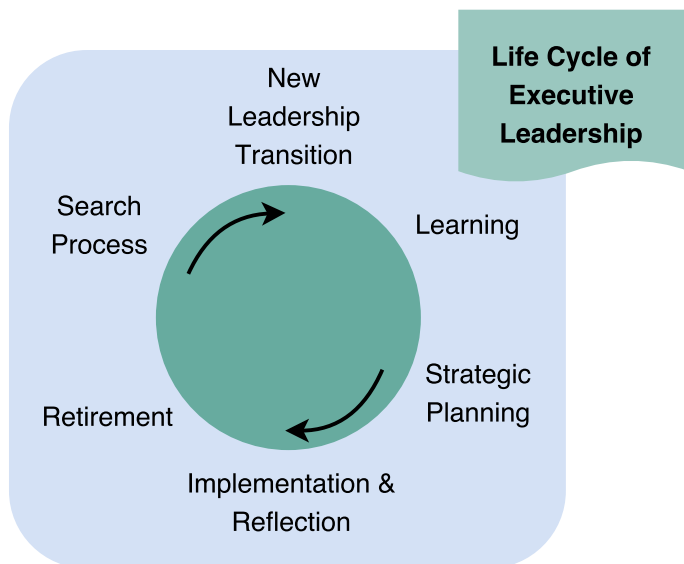 Life Cycle of
Executive
Leadership
New
Leadership
Transition
Learning
Strategic
Planning
Implementation &
Reflection
Retirement
Search
Process